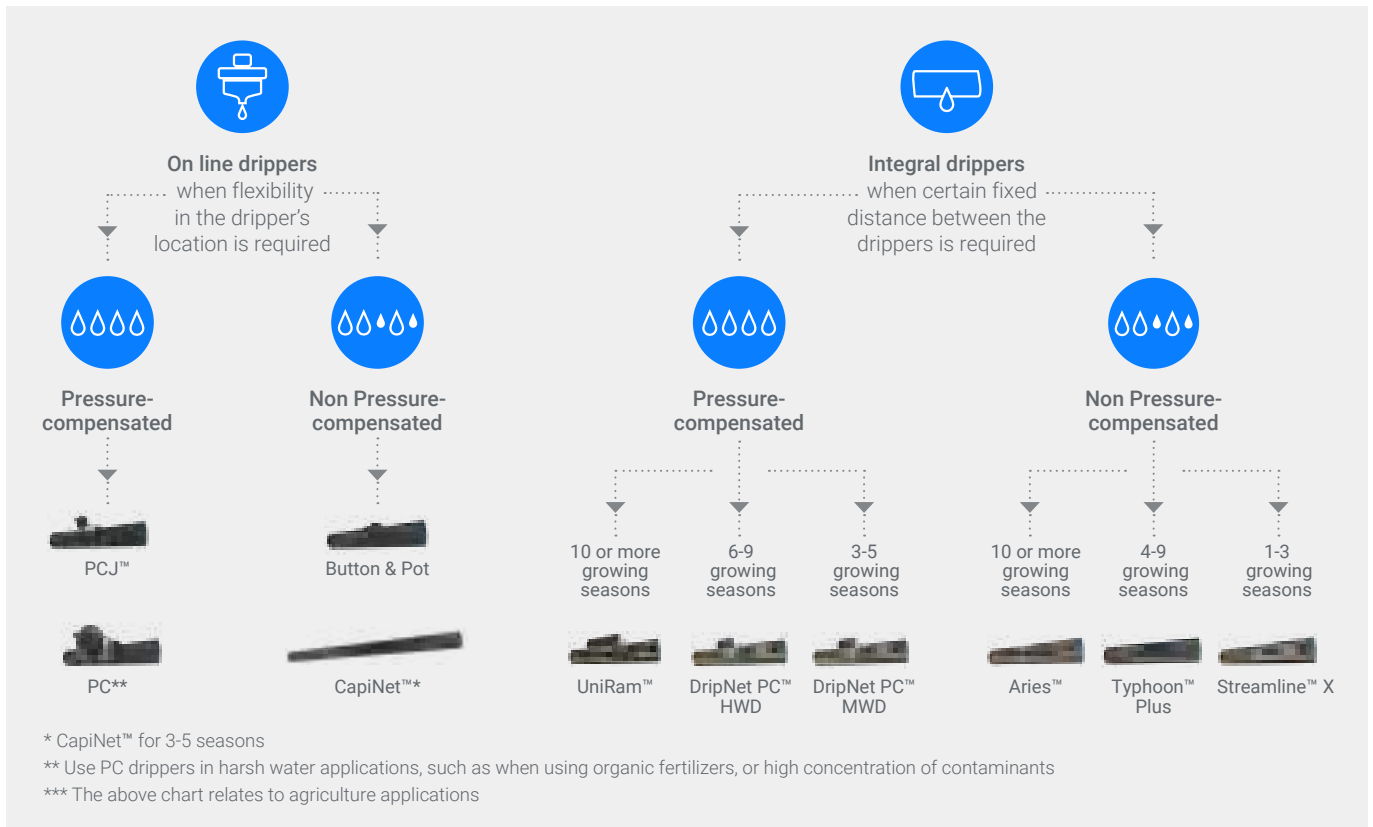 On line drippers
when flexibility
in the dripper's
location is required
Integral drippers
when certain fixed
distance between the
drippers is required
Pressure-
compensated
Non Pressure-
compensated
Pressure-
compensated
Non Pressure-
compensated
PCJ™
Button & Pot
PC**
CapiNet™*
10 or more
growing
seasons
6-9
growing
seasons
3-5
growing
seasons
10 or more
growing
seasons
4-9
growing
seasons
1-3
growing
seasons
UniRam™
DripNet PC™
HWD
DripNet PC™
MWD
Aries™
Typhoon™
Plus
Streamline™ X
* CapiNet™ for 3-5 seasons
** Use PC drippers in harsh water applications, such as when using organic fertilizers, or high concentration of contaminants
*** The above chart relates to agriculture applications